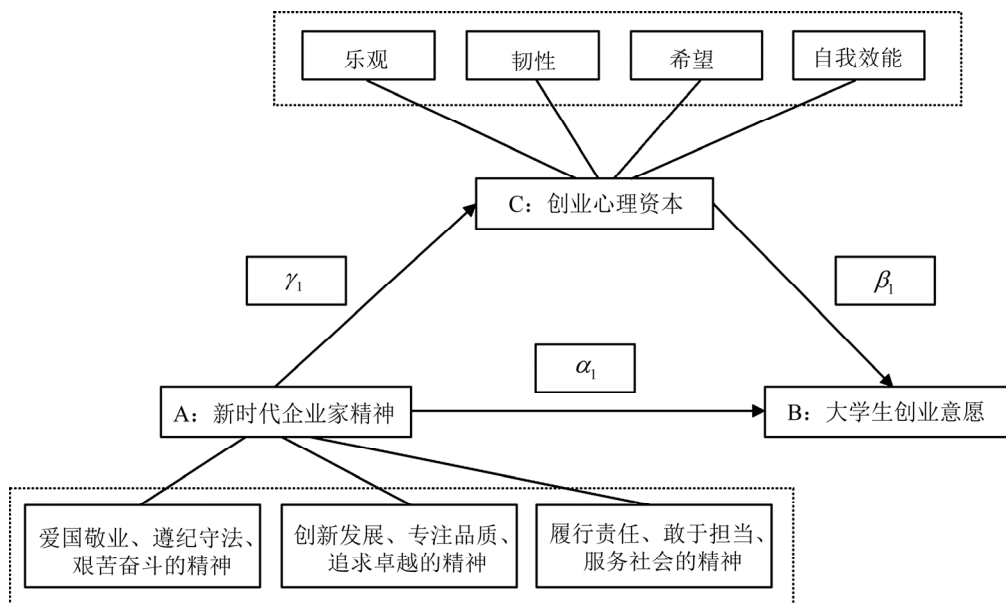 乐观
韧性
希望
自我效能
C：创业心理资本
γ₁
β₁
α₁
A：新时代企业家精神
B：大学生创业意愿
爱国敬业、遵纪守法、
艰苦奋斗的精神
创新发展、专注品质、
追求卓越的精神
履行责任、敢于担当、
服务社会的精神